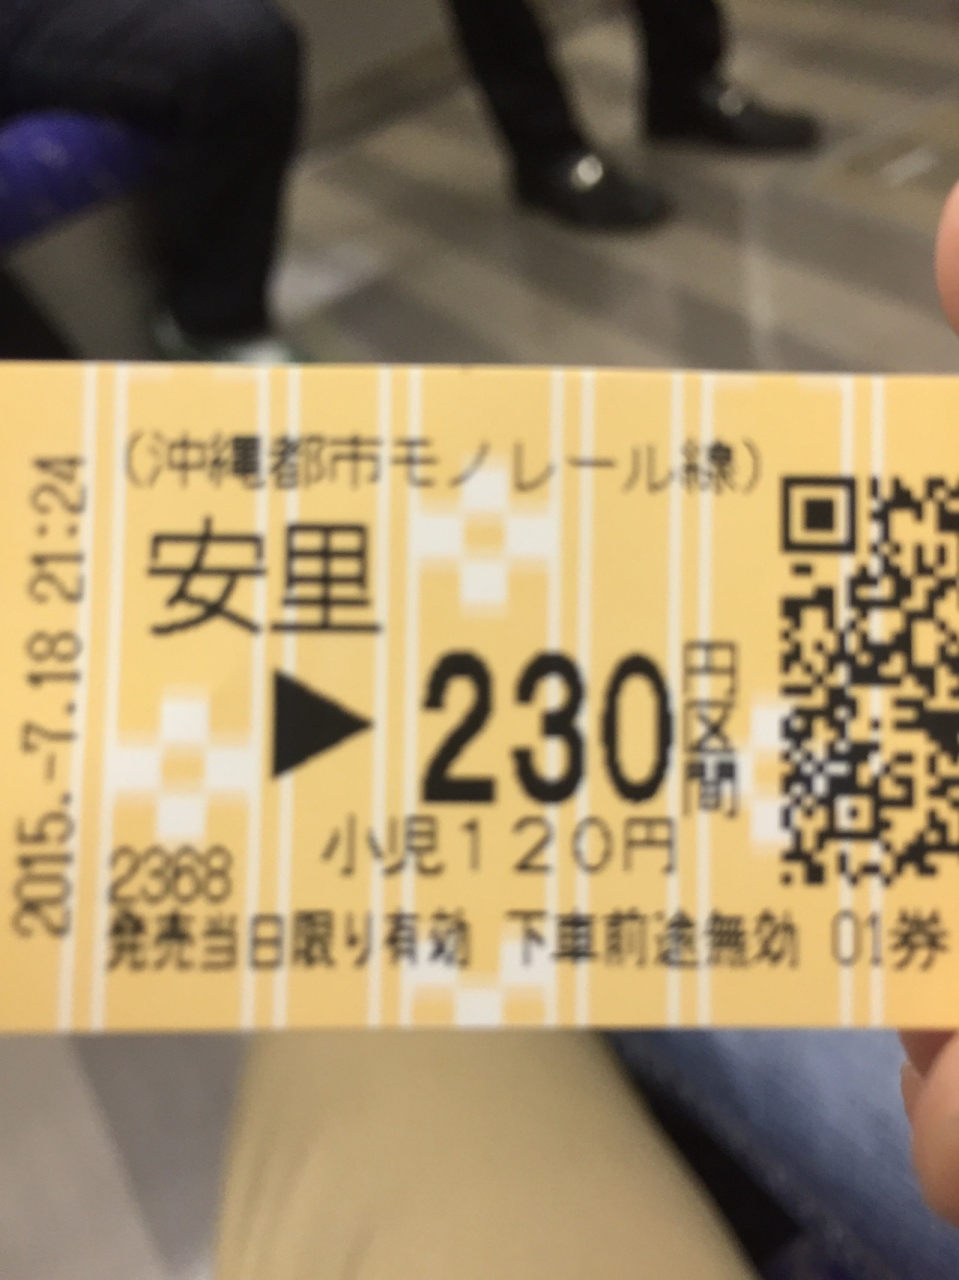 (沖縄都市モノレール線)
安里
▶230円区間
小児120円
2368
発売当日限り有効 下車前途無効 01券
2015.-7.18 21:24